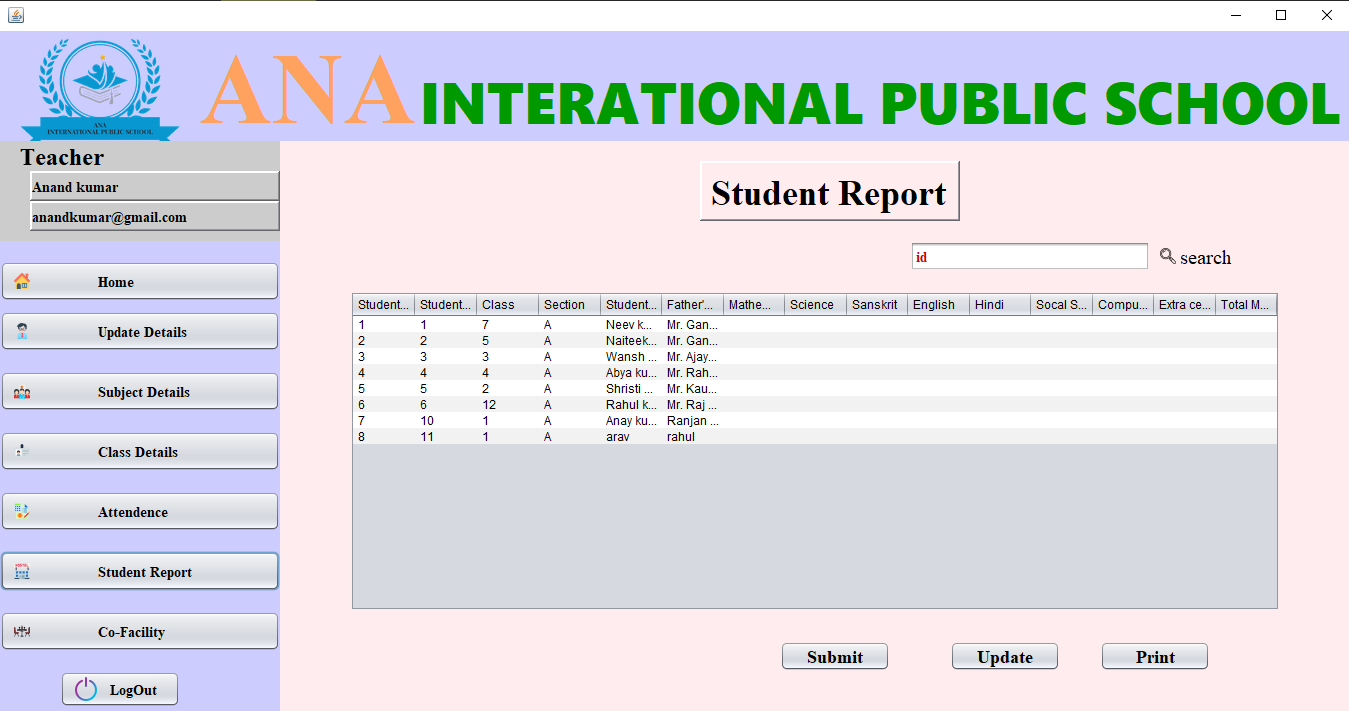 ANA
INTERNATIONAL PUBLIC SCHOOL
ANA INTERATIONAL PUBLIC SCHOOL
Teacher
Anand kumar
anandkumar@gmail.com
Home
Update Details
Subject Details
Class Details
Attendence
Student Report
Co-Facility
LogOut
Student Report
id search
Student... Student... Class Section Student... Father'... Mathe... Science Sanskrit English Hindi Socal S... Compu... Extra ce... Total M...
1 1 7 A Neev k... Mr. Gan...
2 2 5 A Naiteek... Mr. Gan...
3 3 3 A Wansh ... Mr. Ajay...
4 4 4 A Abya ku... Mr. Rah...
5 5 2 A Shristi ... Mr. Kau...
6 6 12 A Rahul k... Mr. Raj ...
7 10 1 A Anay ku... Ranjan ...
8 11 1 A arav rahul
Submit Update Print